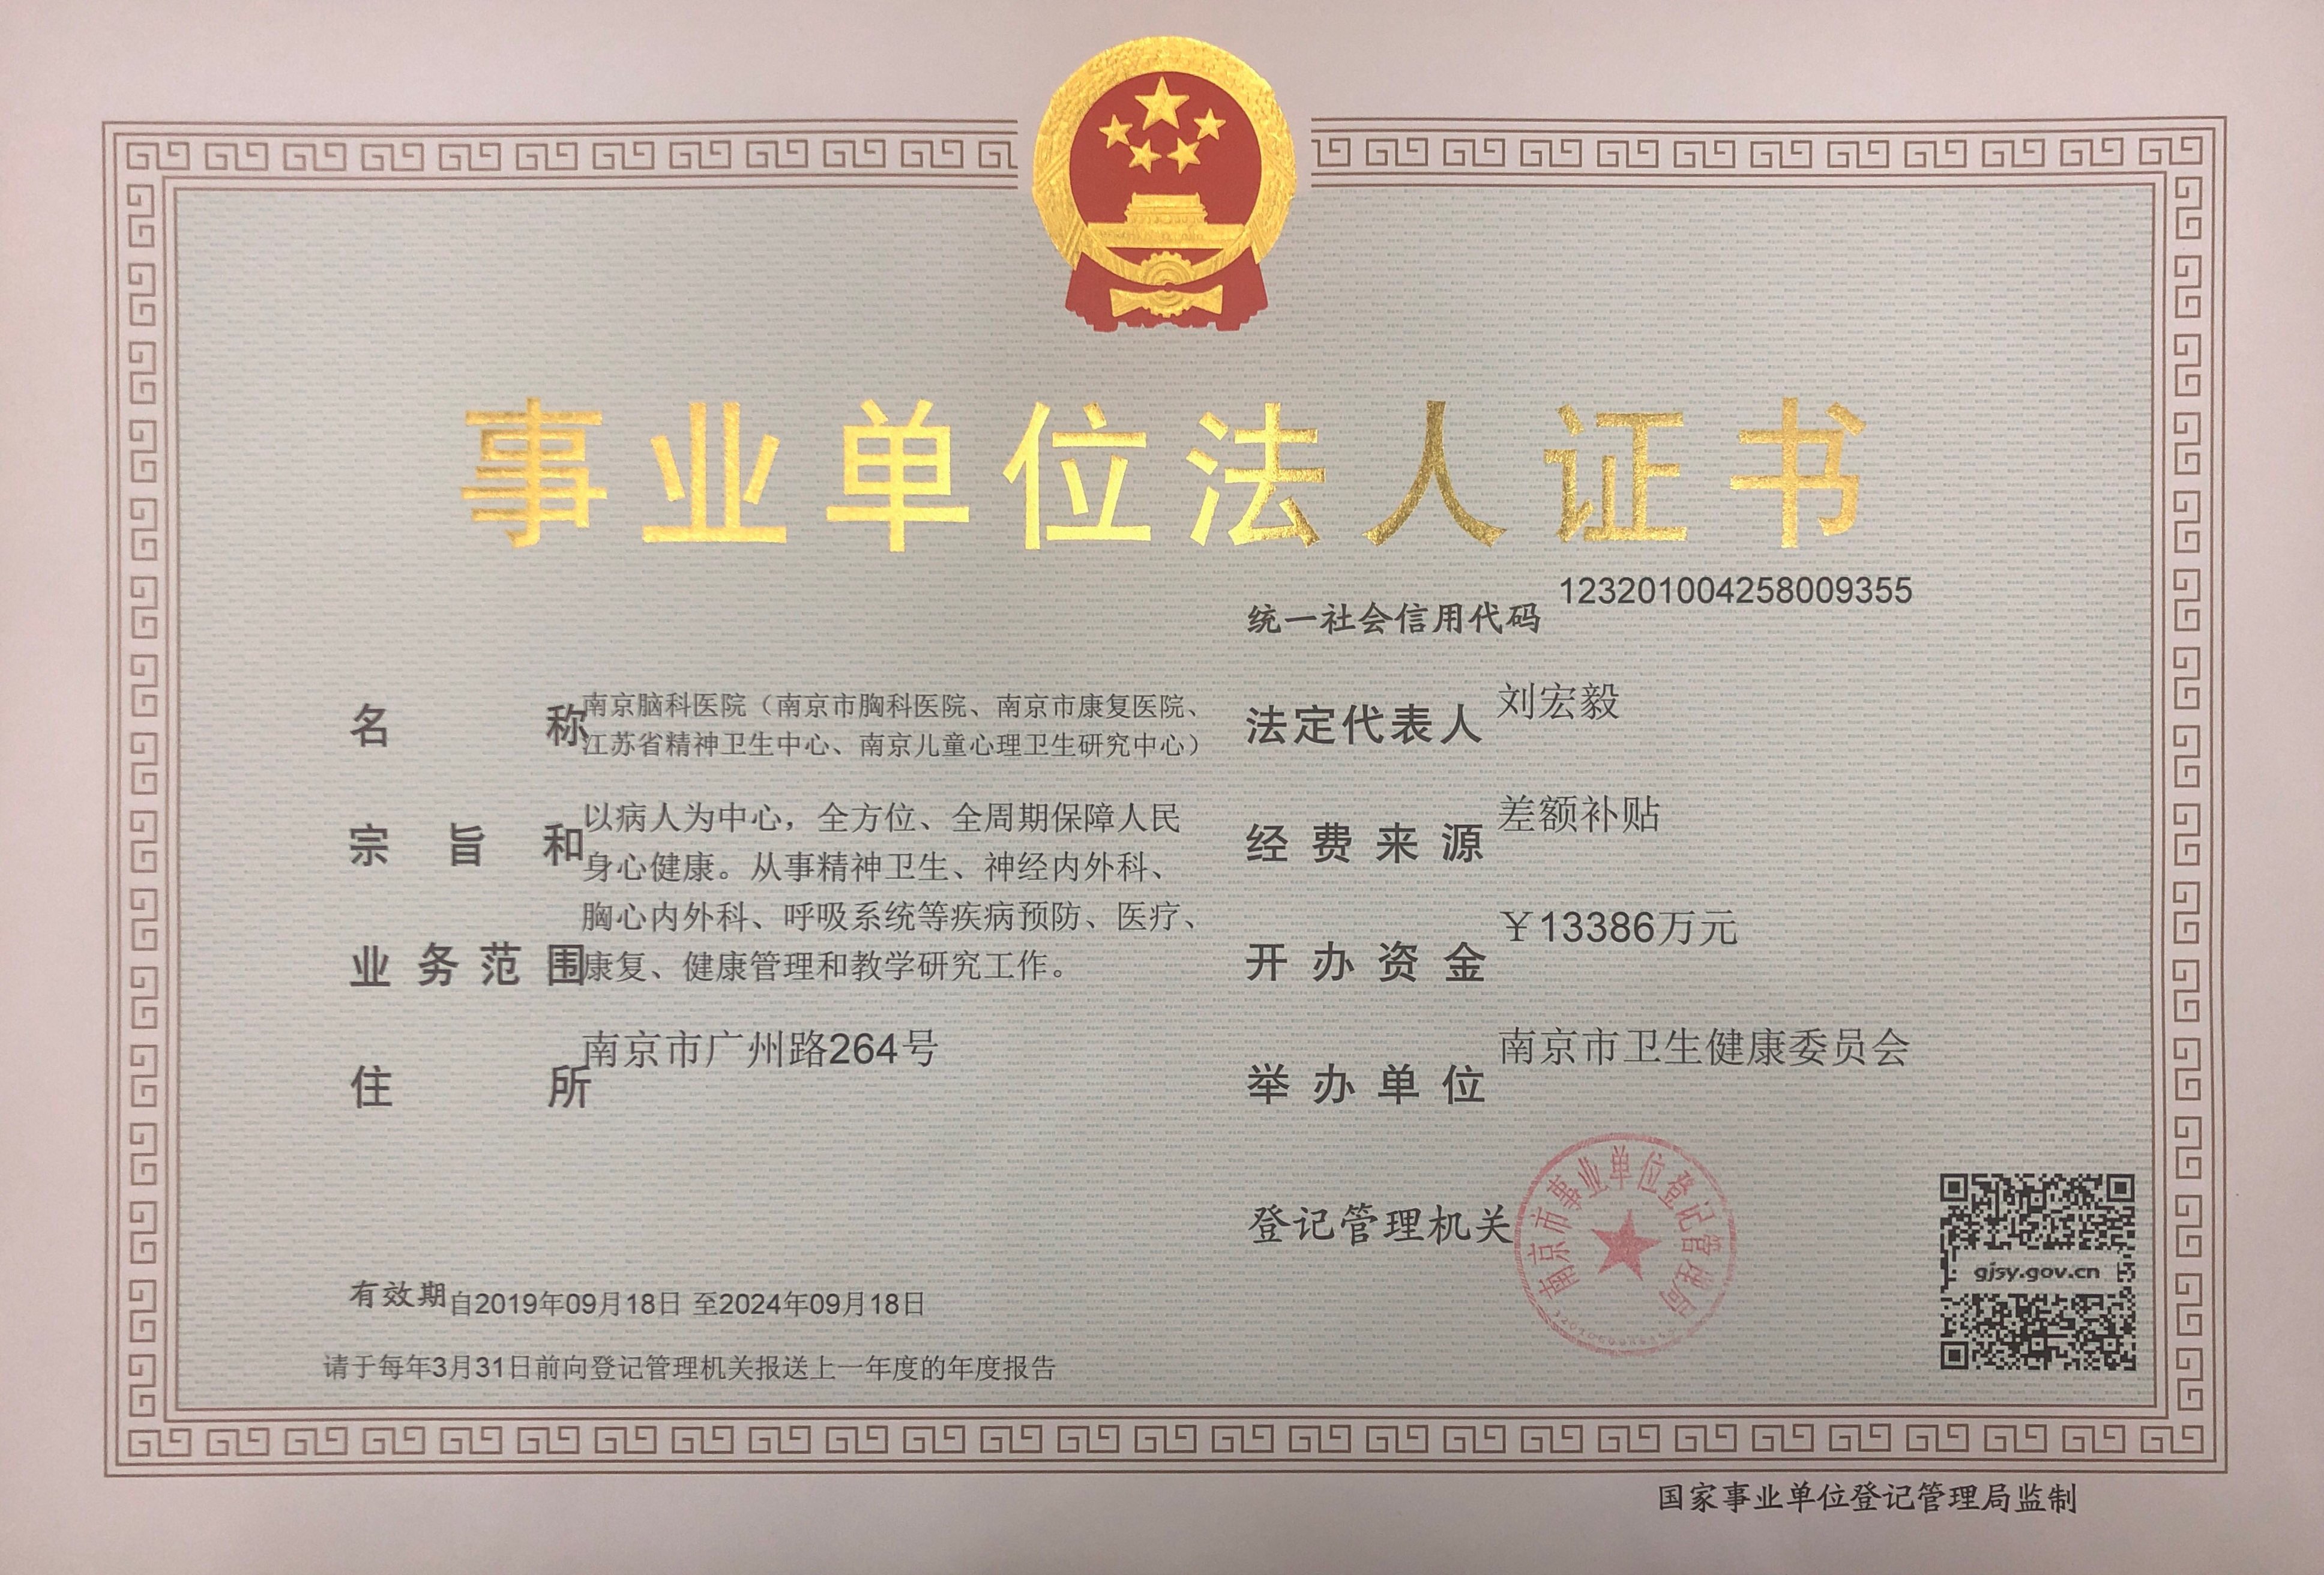 事业单位法人证书
统一社会信用代码 123201004258009355
名称 南京脑科医院（南京市胸科医院、南京市康复医院、
江苏省精神卫生中心、南京儿童心理卫生研究中心）
宗旨和
业务范围
以病人为中心，全方位、全周期保障人民
身心健康。从事精神卫生、神经内外科、
胸心内外科、呼吸系统等疾病预防、医疗、
康复、健康管理和教学研究工作。
住所 南京市广州路264号
法定代表人 刘宏毅
经费来源 差额补贴
开办资金 ￥13386万元
举办单位 南京市卫生健康委员会
登记管理机关
南京市事业单位登记管理局
gjsy.gov.cn
有效期 自2019年09月18日 至2024年09月18日
请于每年3月31日前向登记管理机关报送上一年度的年度报告
国家事业单位登记管理局监制